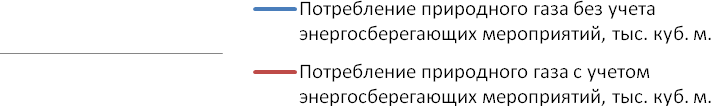 Потребление природного газа без учета
энергосберегающих мероприятий, тыс. куб. м.
Потребление природного газа с учетом
энергосберегающих мероприятий, тыс. куб. м.